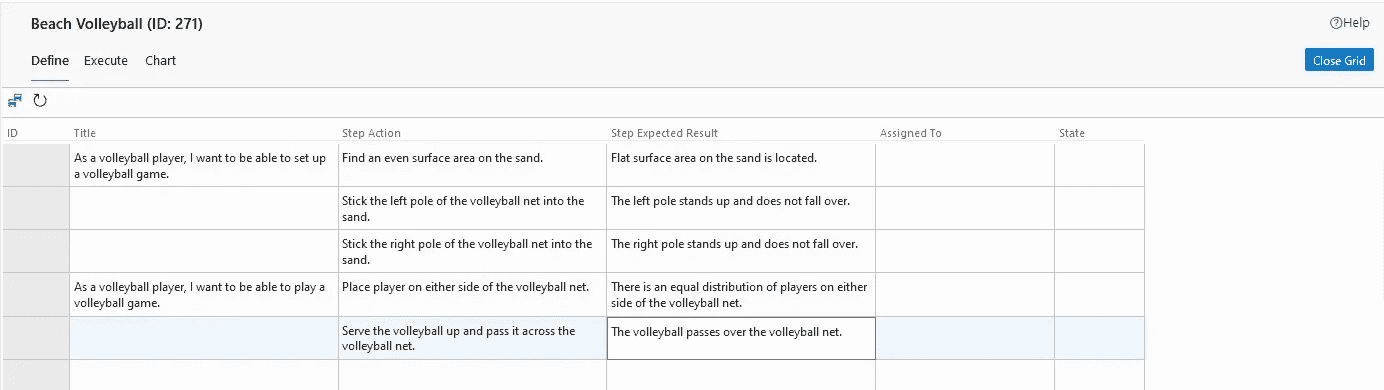 Beach Volleyball (ID: 271)
Help
Define Execute Chart
Close Grid
ID Title Step Action Step Expected Result Assigned To State
As a volleyball player, I want to be able to set up
a volleyball game.
Find an even surface area on the sand.
Flat surface area on the sand is located.
Stick the left pole of the volleyball net into the
sand.
The left pole stands up and does not fall over.
Stick the right pole of the volleyball net into the
sand.
The right pole stands up and does not fall over.
As a volleyball player, I want to be able to play a
volleyball game.
Place player on either side of the volleyball net.
There is an equal distribution of players on either
side of the volleyball net.
Serve the volleyball up and pass it across the
volleyball net.
The volleyball passes over the volleyball net.